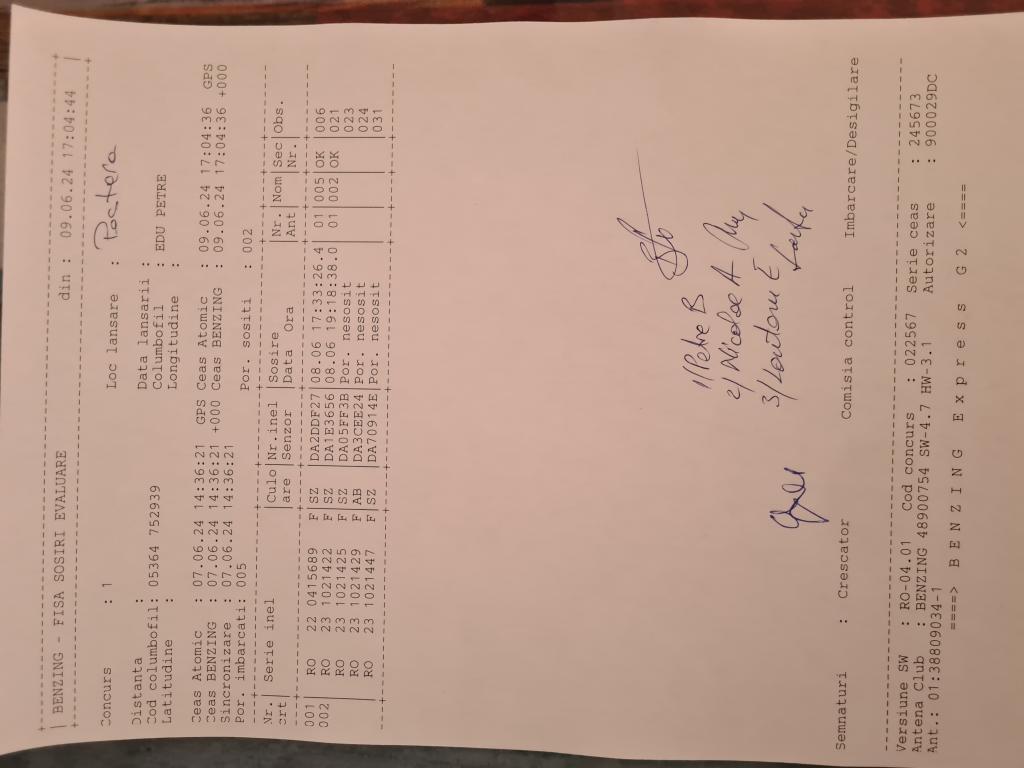 BENZING - FISA SOSIRI EVALUARE din : 09.06.24 17:04:44
Concurs : 1 Loc lansare : Postera
Distanta : Data lansarii :
Cod columbofil: 05364 752939 Columbofil : EDU PETRE
Latitudine : Longitudine :
Ceas Atomic : 07.06.24 14:36:21 GPS Ceas Atomic : 09.06.24 17:04:36 GPS
Ceas BENZING : 07.06.24 14:36:21 +000 Ceas BENZING : 09.06.24 17:04:36 +000
Sincronizare : 07.06.24 14:36:21
Por. imbarcati: 005 Por. sositi : 002
Nr.| Serie inel |Culo|Nr.inel |Sosire |Nr. |Nom|Sec|Obs.
crt| |are |Senzor |Data Ora |Ant | |Nr.|
001 | RO 22 0415689 F|SZ |DA2DDF27|08.06 17:33:26.4| 01|005|OK |006
002 | RO 23 1021422 F|SZ |DA1E3656|08.06 19:18:38.0| 01|002|OK |021
| RO 23 1021425 F|SZ |DA05FF3B|Por. nesosit | | | |023
| RO 23 1021429 F|AB |DA3CEE24|Por. nesosit | | | |024
| RO 23 1021447 F|SZ |DA70914E|Por. nesosit | | | |031
1) Petre B
2) Nicolae A
3) E
Semnaturi : Crescator Comisia control Imbarcare/Desigilare
Versiune SW : RO-04.01 Cod concurs : 022567 Serie ceas : 245673
Antena Club : BENZING 48900754 SW-4.7 HW-3.1 Autorizare : 900029DC
Ant.: 01:38809034-1
====> B E N Z I N G E x p r e s s G 2 <====